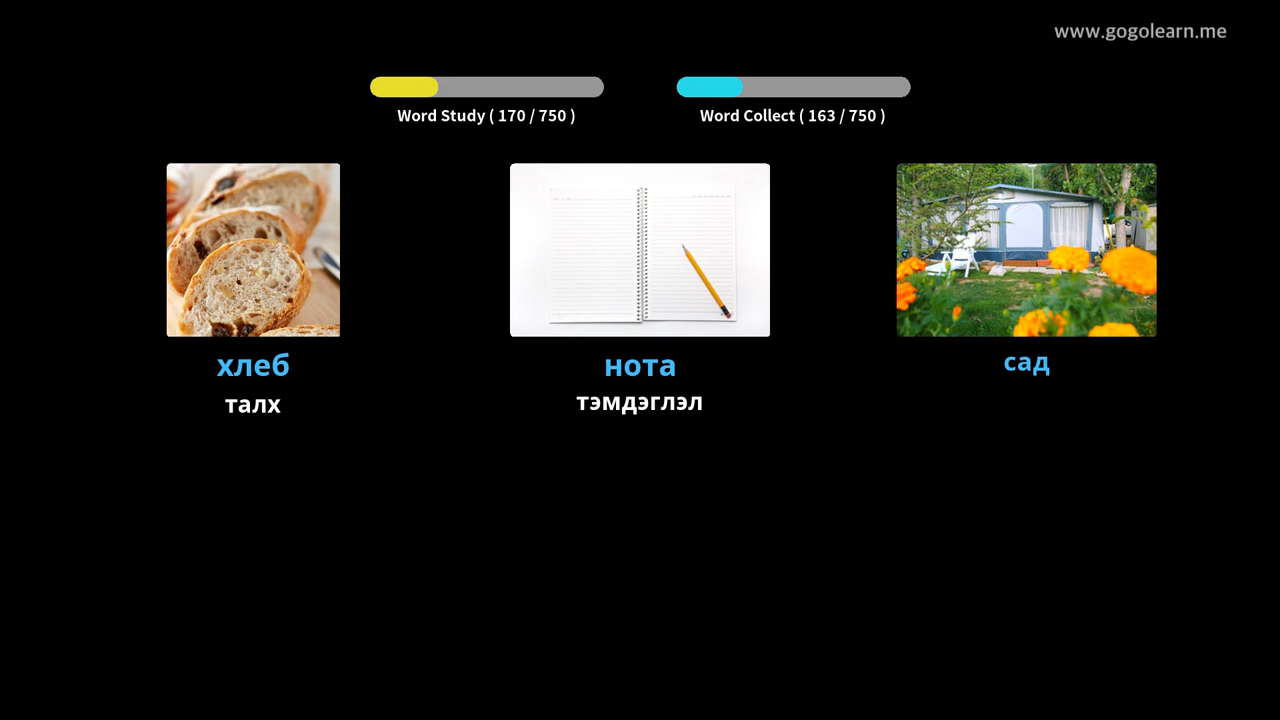 www.gogolearn.me
Word Study ( 170 / 750 )
Word Collect ( 163 / 750 )
хлеб
талх
нота
тэмдэглэл
сад